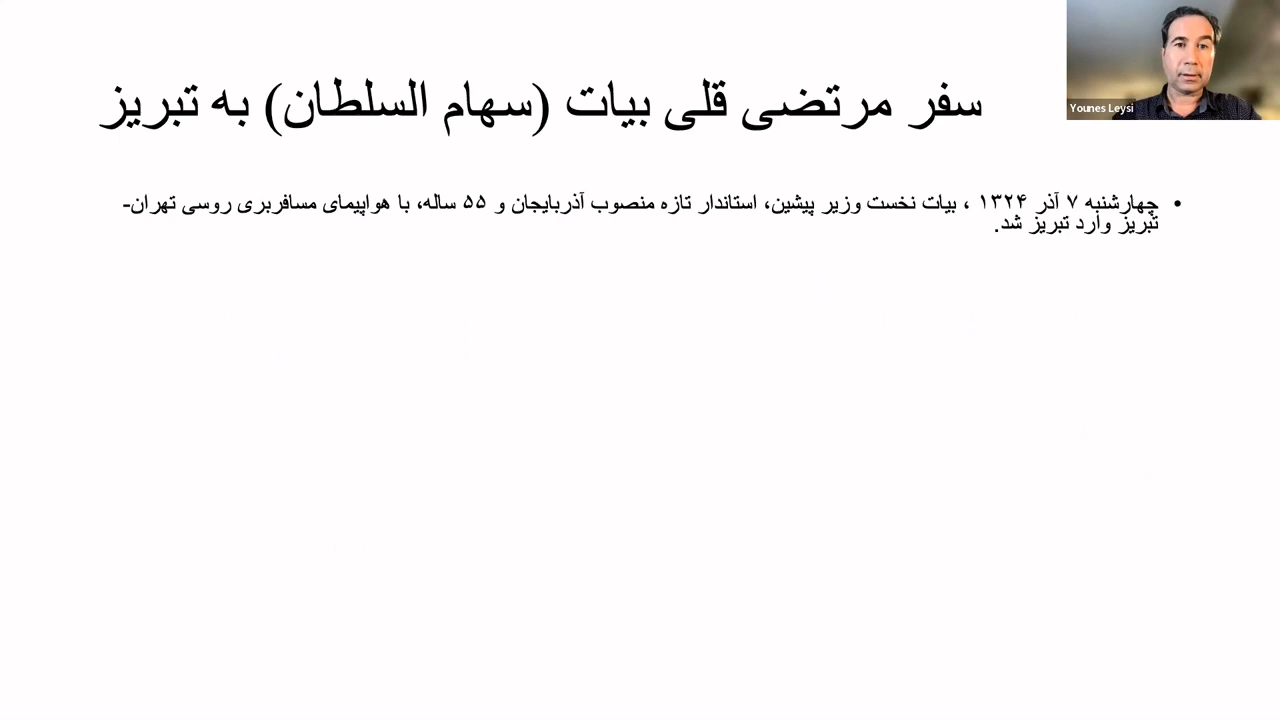 سفر مرتضی قلی بیات (سهام السلطان) به تبریز
Younes Leysi
• چهارشنبه ۷ آذر ۱۳۲۴ ، بیات نخست وزیر پیشین، استاندار تازه منصوب آذربایجان و ۵۵ ساله، با هواپیمای مسافربری روسی تهران-
تبریز وارد تبریز شد.